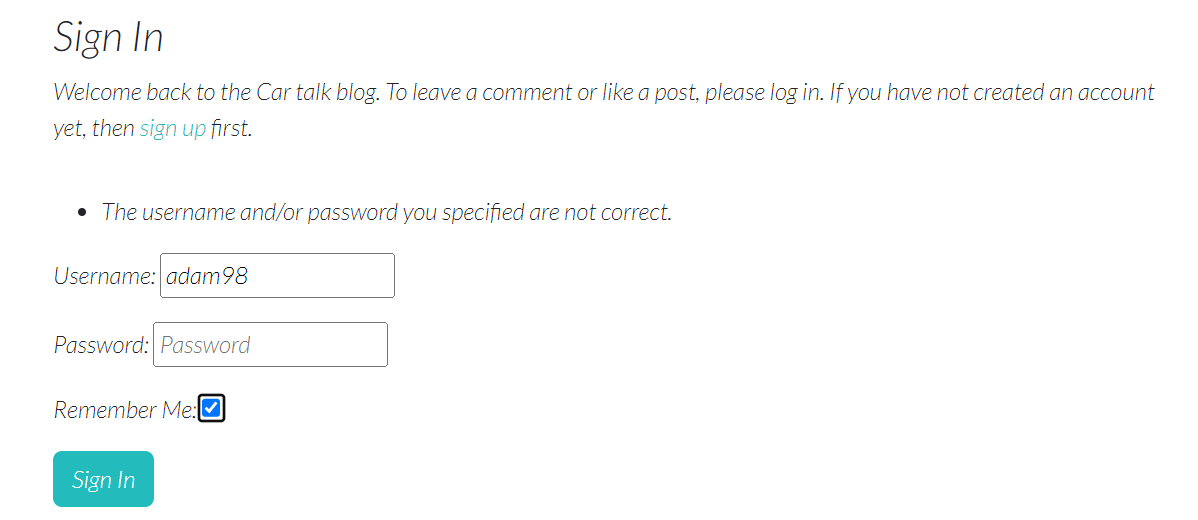 Sign In
Welcome back to the Car talk blog. To leave a comment or like a post, please log in. If you have not created an account
yet, then sign up first.
• The username and/or password you specified are not correct.
Username: adam98
Password: Password
Remember Me:
Sign In